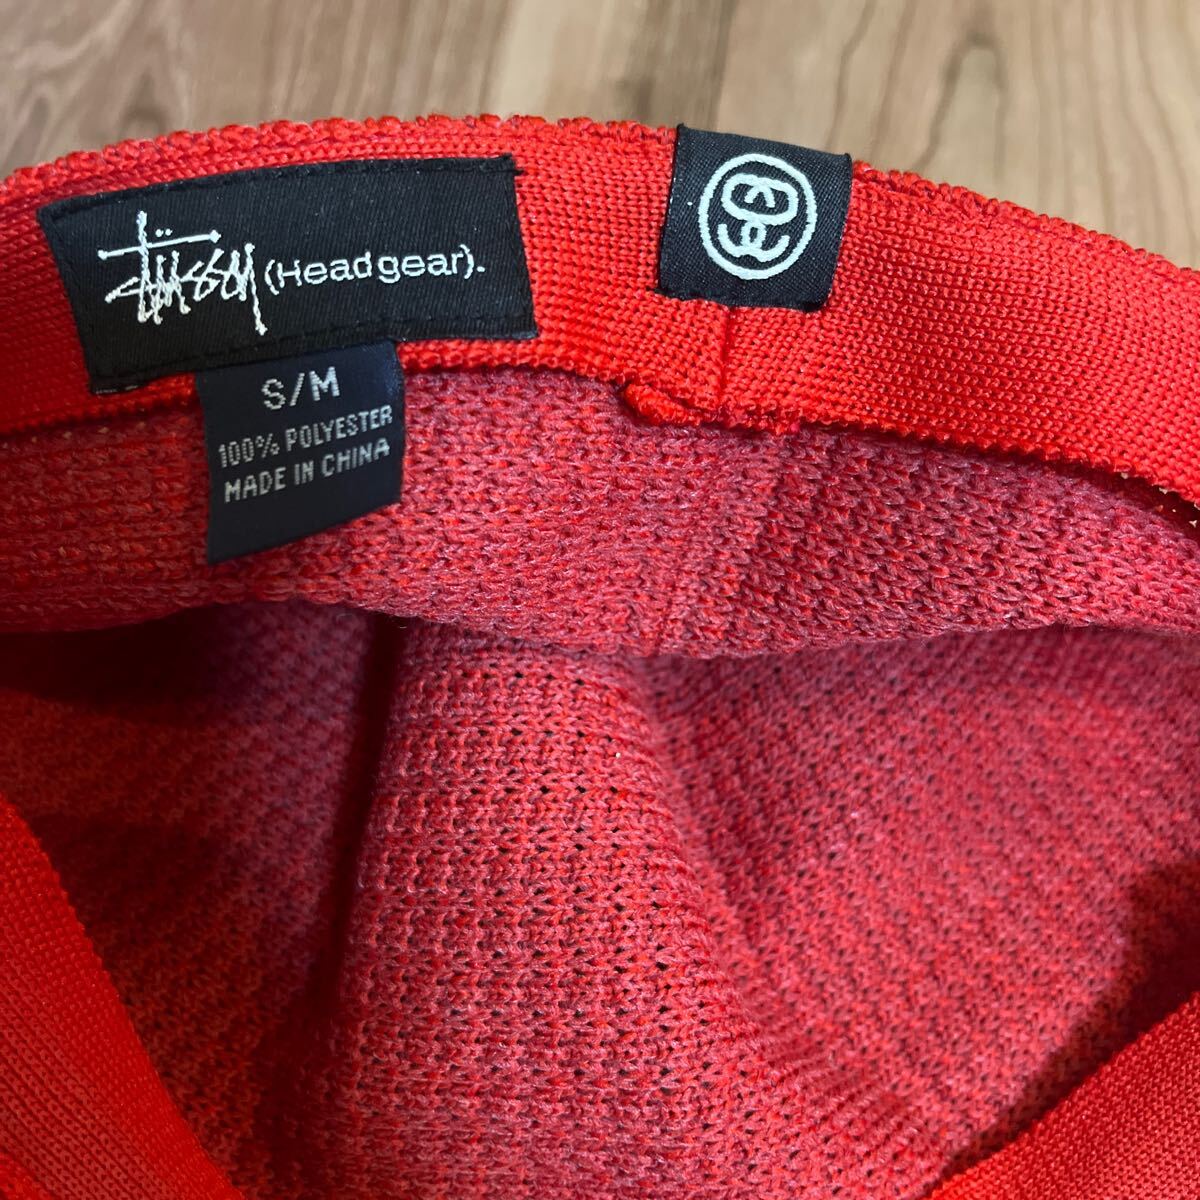 Stüssy (Headgear).
S/M
100% POLYESTER
MADE IN CHINA